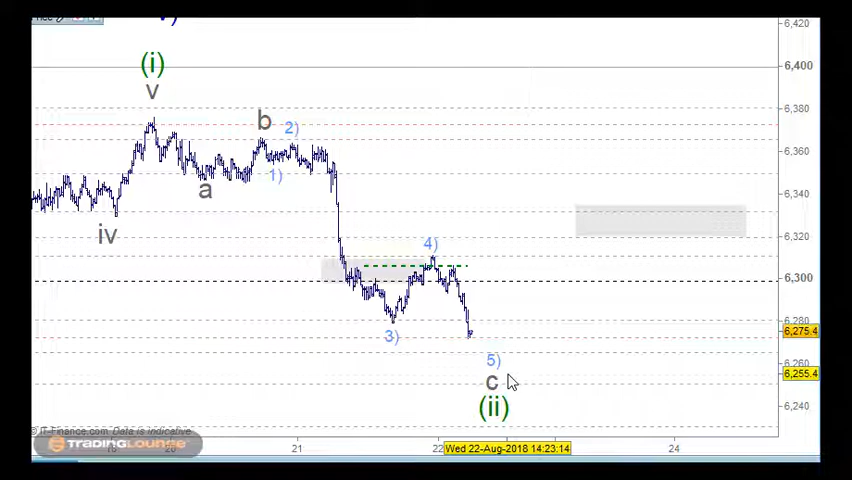 v)
6,420
(i)
6,400
v
6,380
b
2)
6,360
1)
a
6,340
iv
6,320
4)
6,300
6,280
3)
6,275.4
5)
6,260
c
6,255.4
(ii)
6,240
© IT-Finance.com Data is indicative
TRADINGLOUNGE
20
21
22
Wed 22-Aug-2018 14:23:14
24